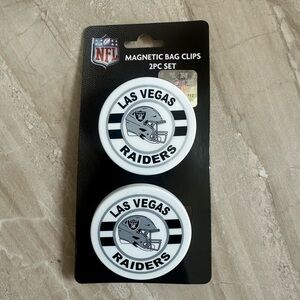 NFL
MAGNETIC BAG CLIPS
2PC SET
LAS VEGAS
RAIDERS
LAS VEGAS
RAIDERS